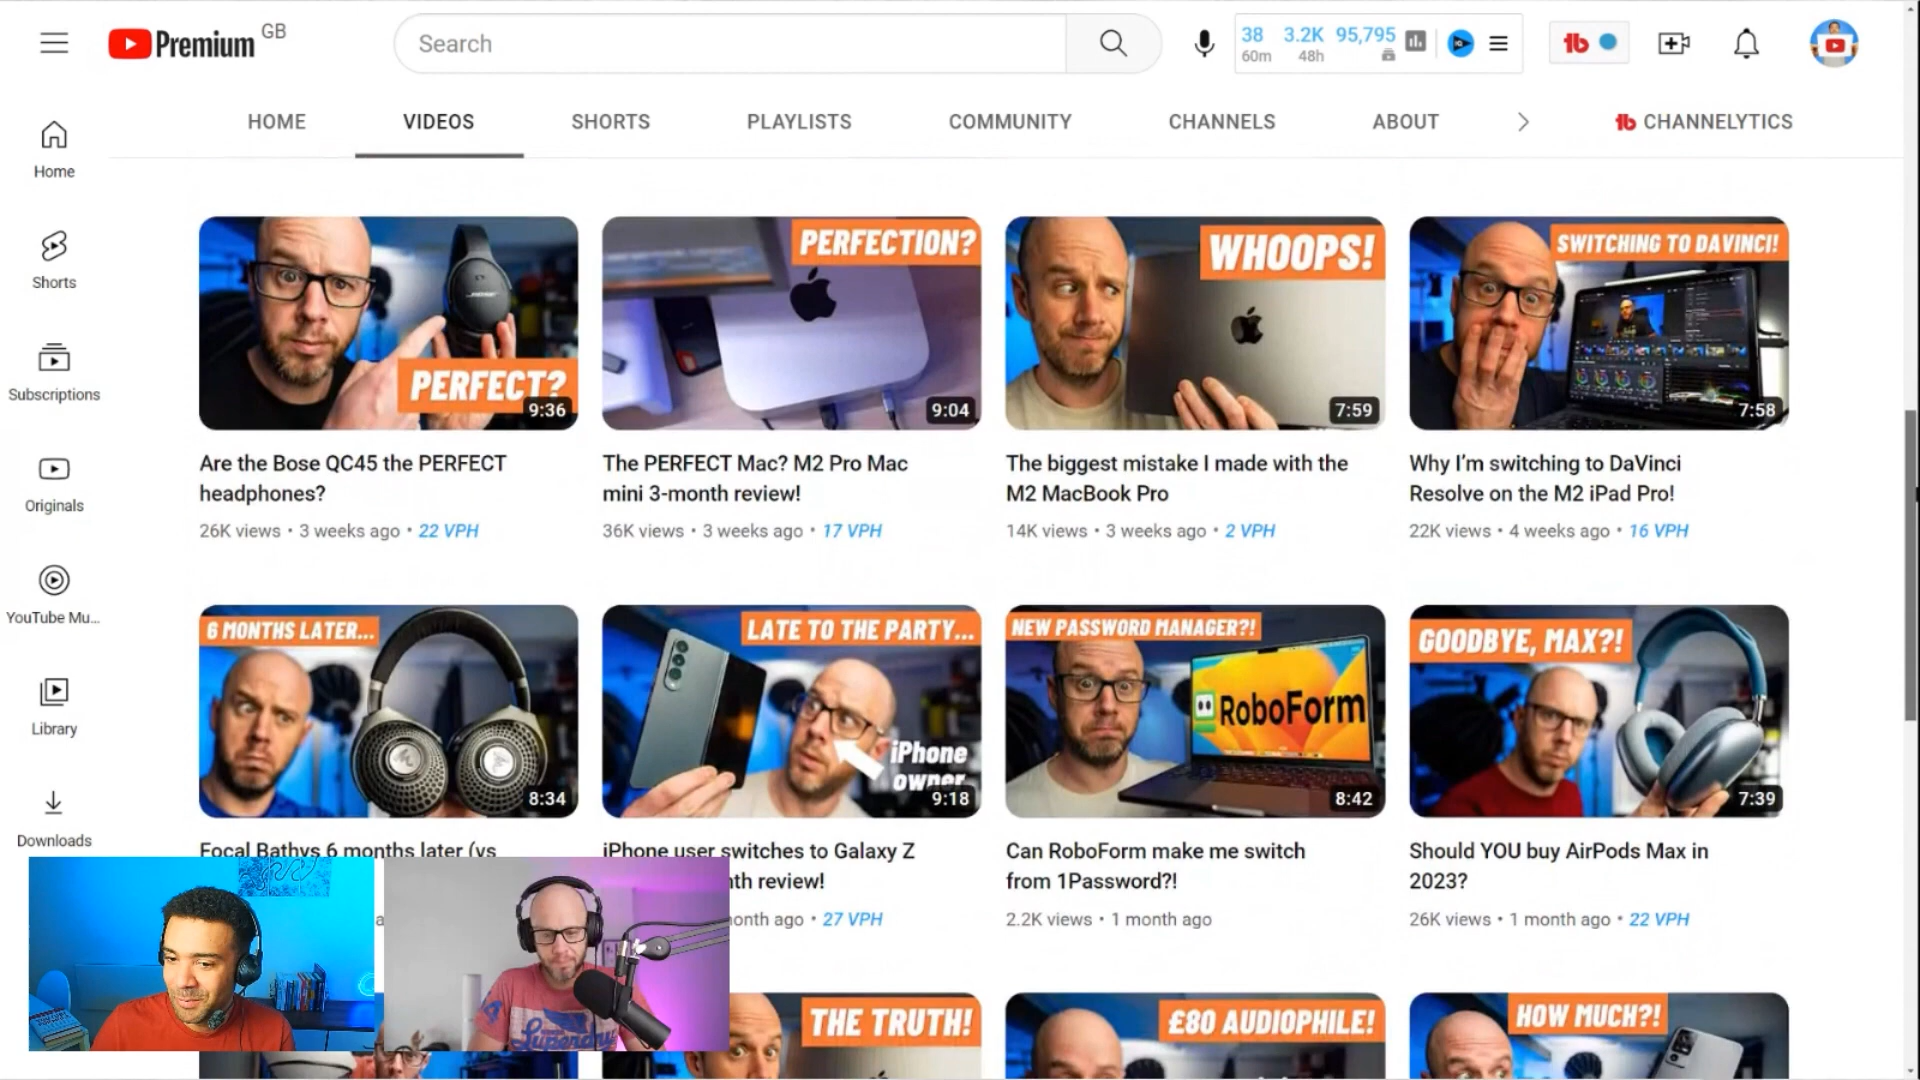 Premium GB
Search
38 3.2K 95,795
60m 48h
HOME VIDEOS SHORTS PLAYLISTS COMMUNITY CHANNELS ABOUT CHANNELYTICS
Home
Shorts
Subscriptions
Originals
YouTube Mu...
Library
Downloads
PERFECT?
9:36
PERFECTION?
9:04
WHOOPS!
7:59
SWITCHING TO DAVINCI!
7:58
Are the Bose QC45 the PERFECT
headphones?
26K views • 3 weeks ago • 22 VPH
The PERFECT Mac? M2 Pro Mac
mini 3-month review!
36K views • 3 weeks ago • 17 VPH
The biggest mistake I made with the
M2 MacBook Pro
14K views • 3 weeks ago • 2 VPH
Why I'm switching to DaVinci
Resolve on the M2 iPad Pro!
22K views • 4 weeks ago • 16 VPH
6 MONTHS LATER...
8:34
LATE TO THE PARTY...
iPhone
owner
9:18
NEW PASSWORD MANAGER?!
RoboForm
8:42
GOODBYE, MAX?!
7:39
Focal Bathys 6 months later (vs
iPhone user switches to Galaxy Z
review!
ago • 27 VPH
Can RoboForm make me switch
from 1Password?!
2.2K views • 1 month ago
Should YOU buy AirPods Max in
2023?
26K views • 1 month ago • 22 VPH
Superdry
THE TRUTH!
£80 AUDIOPHILE!
HOW MUCH?!